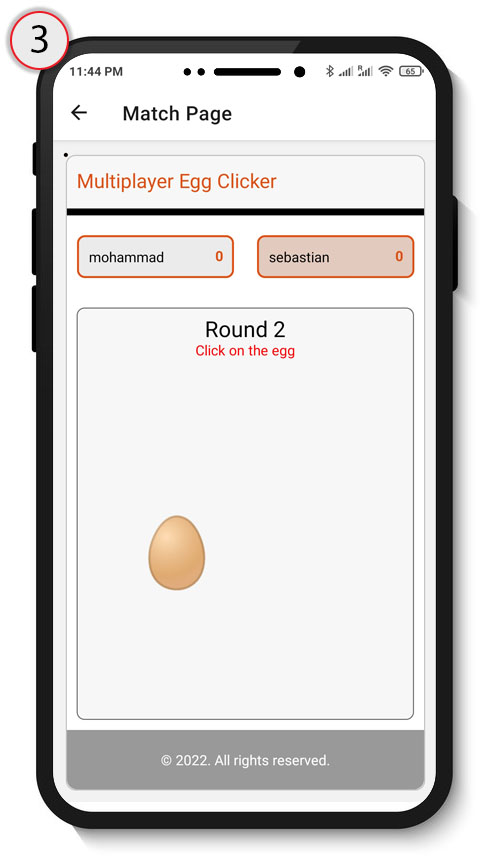 3
11:44 PM
R
65
Match Page
Multiplayer Egg Clicker
mohammad 0
sebastian 0
Round 2
Click on the egg
© 2022. All rights reserved.